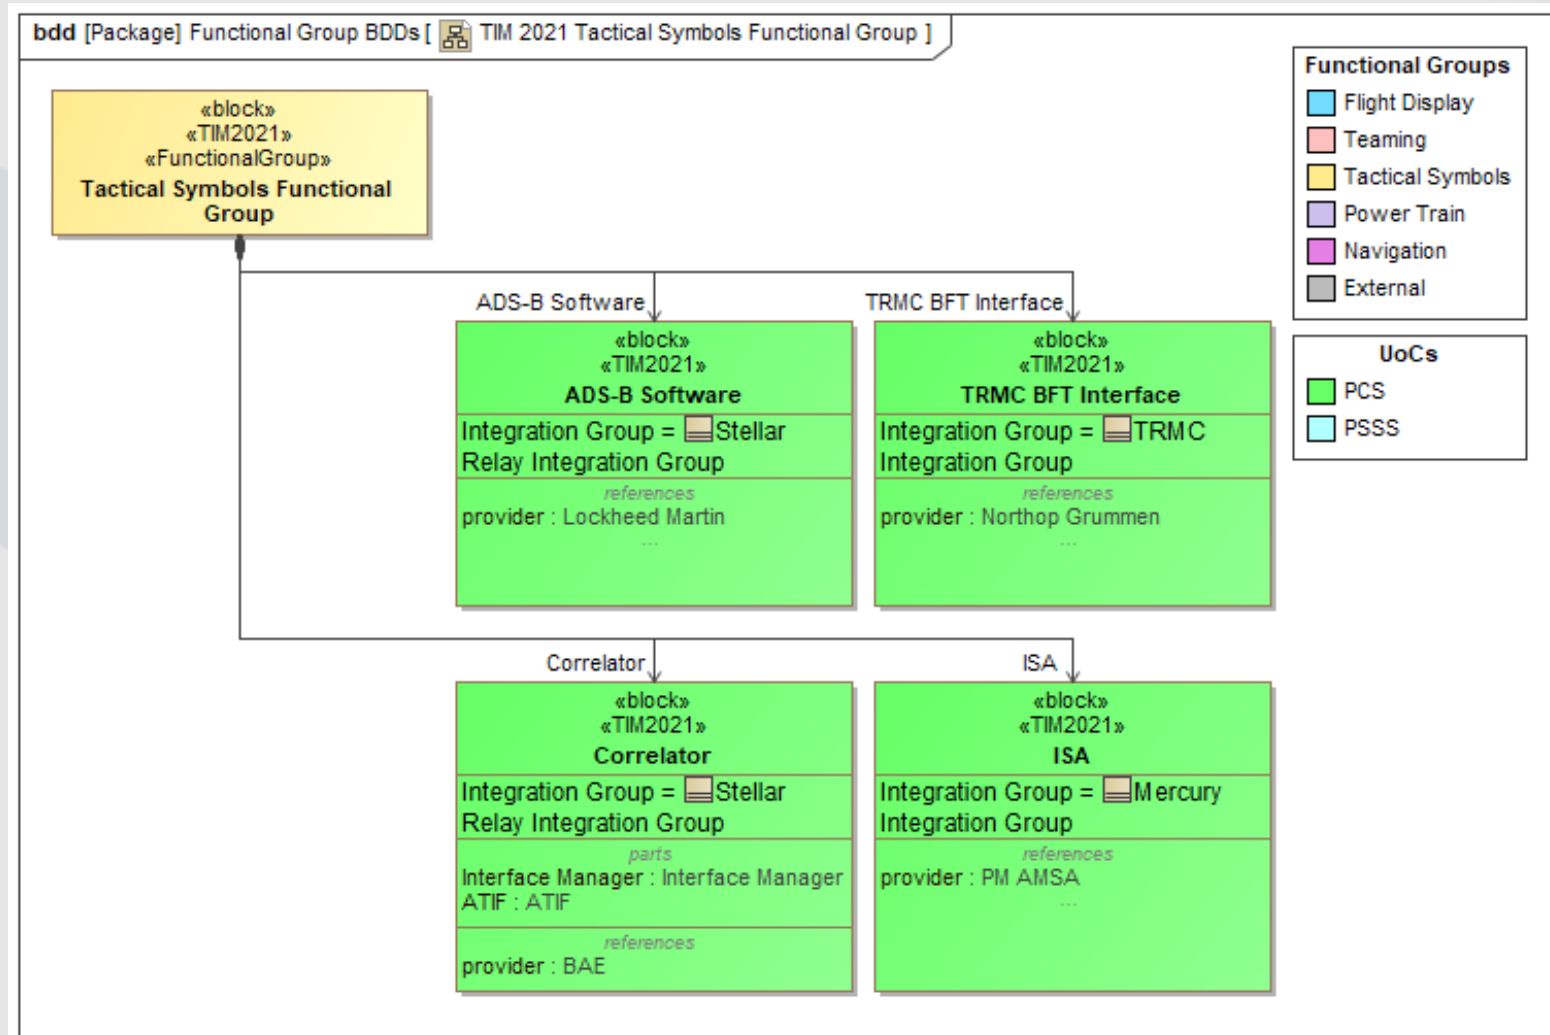 bdd [Package] Functional Group BDDs [ TIM 2021 Tactical Symbols Functional Group ]
«block»
«TIM2021»
«FunctionalGroup»
Tactical Symbols Functional
Group
Functional Groups
Flight Display
Teaming
Tactical Symbols
Power Train
Navigation
External
UoCs
PCS
PSSS
ADS-B Software
«block»
«TIM2021»
ADS-B Software
Integration Group = Stellar
Relay Integration Group
references
provider : Lockheed Martin
...
TRMC BFT Interface
«block»
«TIM2021»
TRMC BFT Interface
Integration Group = TRMC
Integration Group
references
provider : Northop Grummen
...
Correlator
«block»
«TIM2021»
Correlator
Integration Group = Stellar
Relay Integration Group
parts
Interface Manager : Interface Manager
ATIF : ATIF
references
provider : BAE
ISA
«block»
«TIM2021»
ISA
Integration Group = Mercury
Integration Group
references
provider : PM AMSA
...